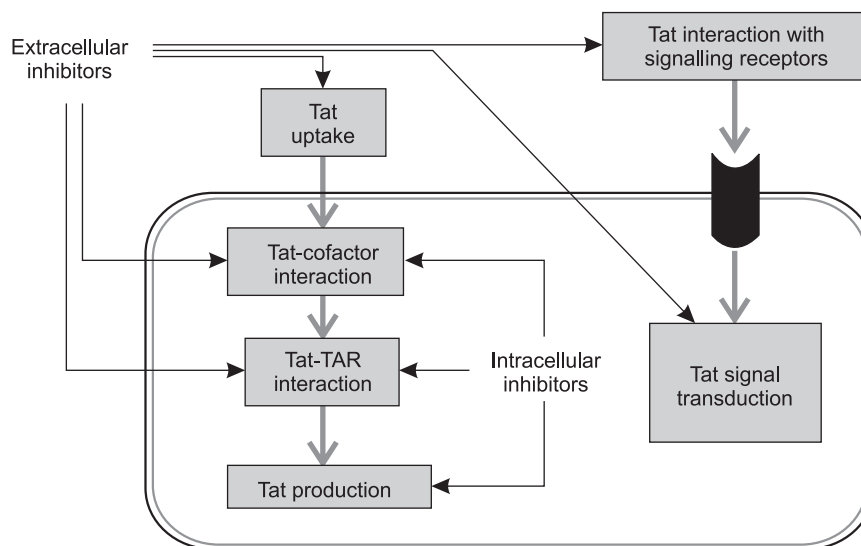 Extracellular
inhibitors
Tat interaction with
signalling receptors
Tat
uptake
Tat-cofactor
interaction
Tat-TAR
interaction
Intracellular
inhibitors
Tat signal
transduction
Tat production